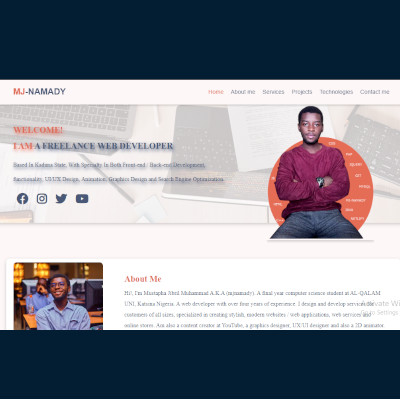 MJ-NAMADY
Home About me Services Projects Technologies Contact me
WELCOME!
I AM A FREELANCE WEB DEVELOPER
Based In Kaduna State, With Specialty In Both Front-end / Back-end Development,
functionality, UI/UX Design, Animation, Graphics Design and Search Engine Optimization.
About Me
Hi!, I'm Mustapha Jibril Muhammad A.K.A (mjnamady). A final year computer science student at AL-QALAM
UNI, Katsina Nigeria. A web developer with over four years of experience. I design and develop services for
customers of all sizes, specialized in creating stylish, modern websites / web applications, web services and
online stores. Am also a content creator at YouTube, a graphics designer, UX/UI designer and also a 2D animator